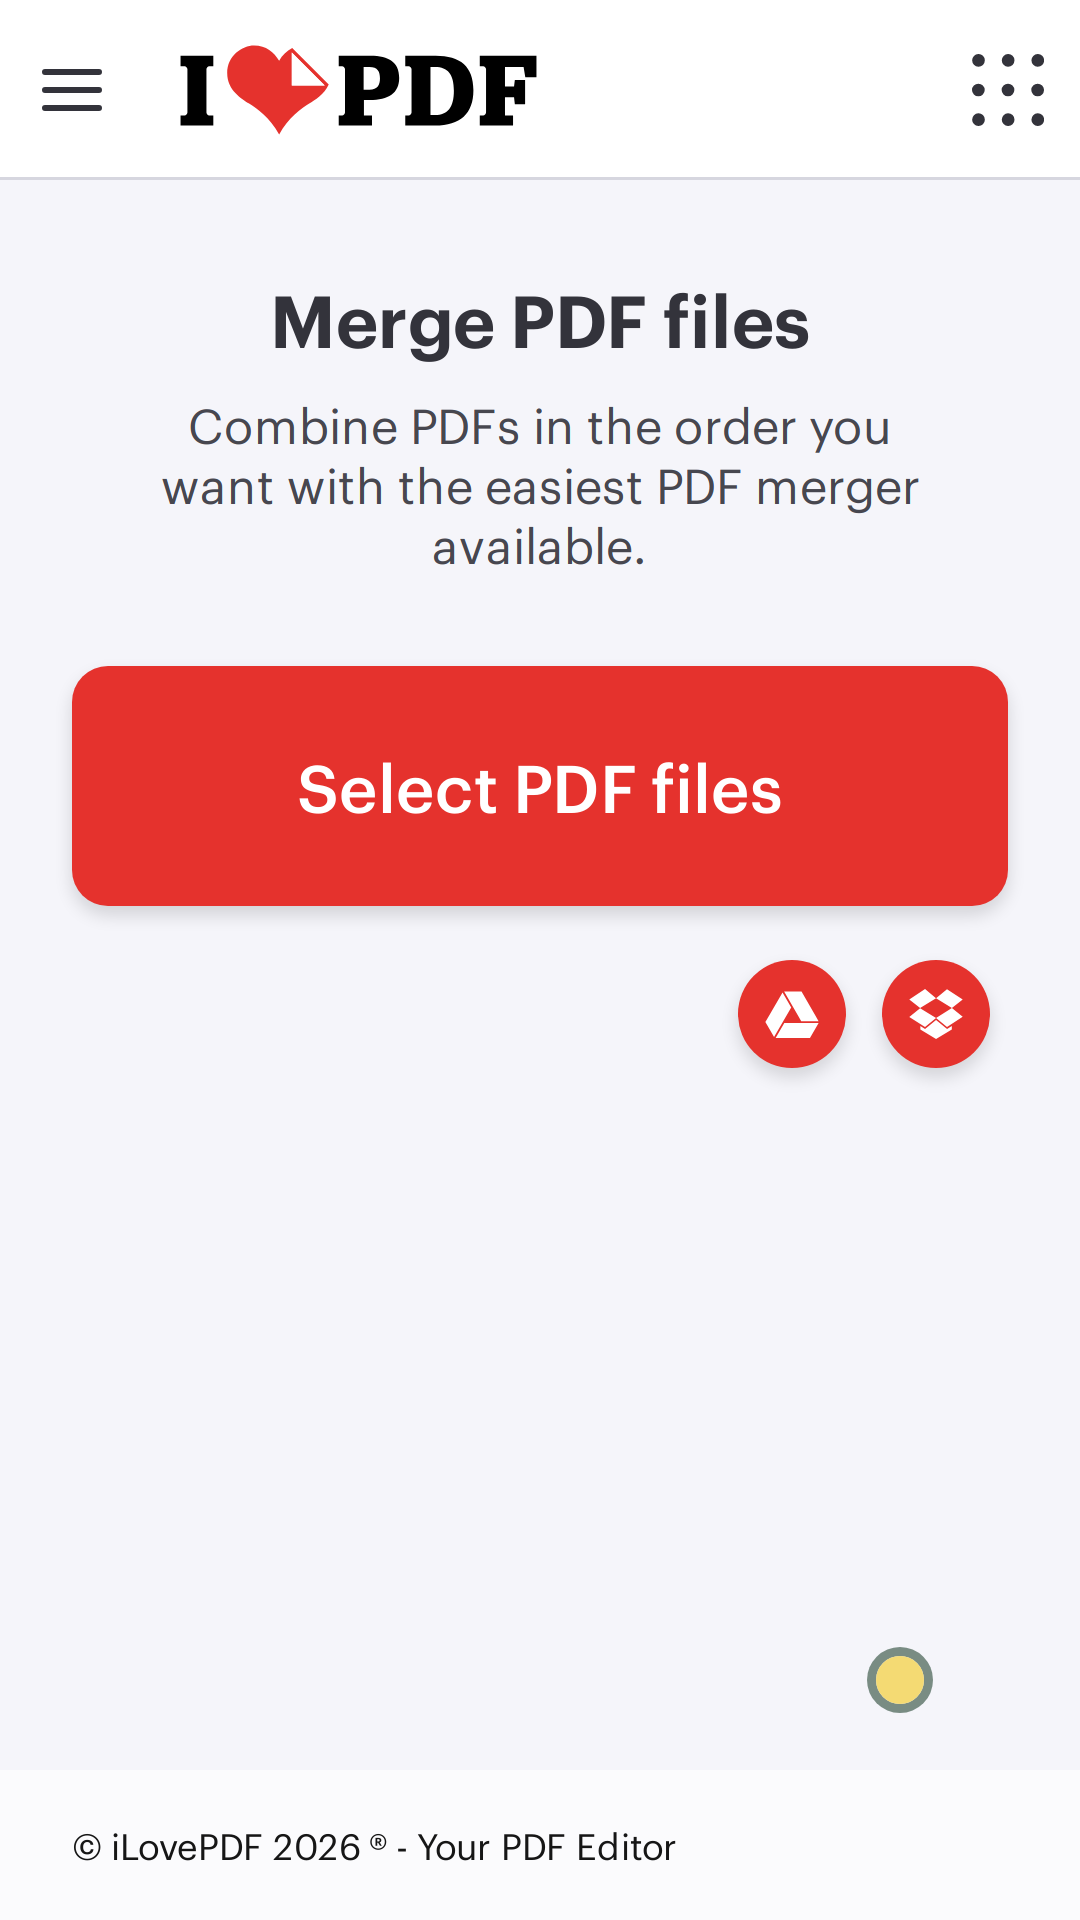 I PDF
Merge PDF files
Combine PDFs in the order you
want with the easiest PDF merger
available.
Select PDF files
© iLovePDF 2026 ® - Your PDF Editor